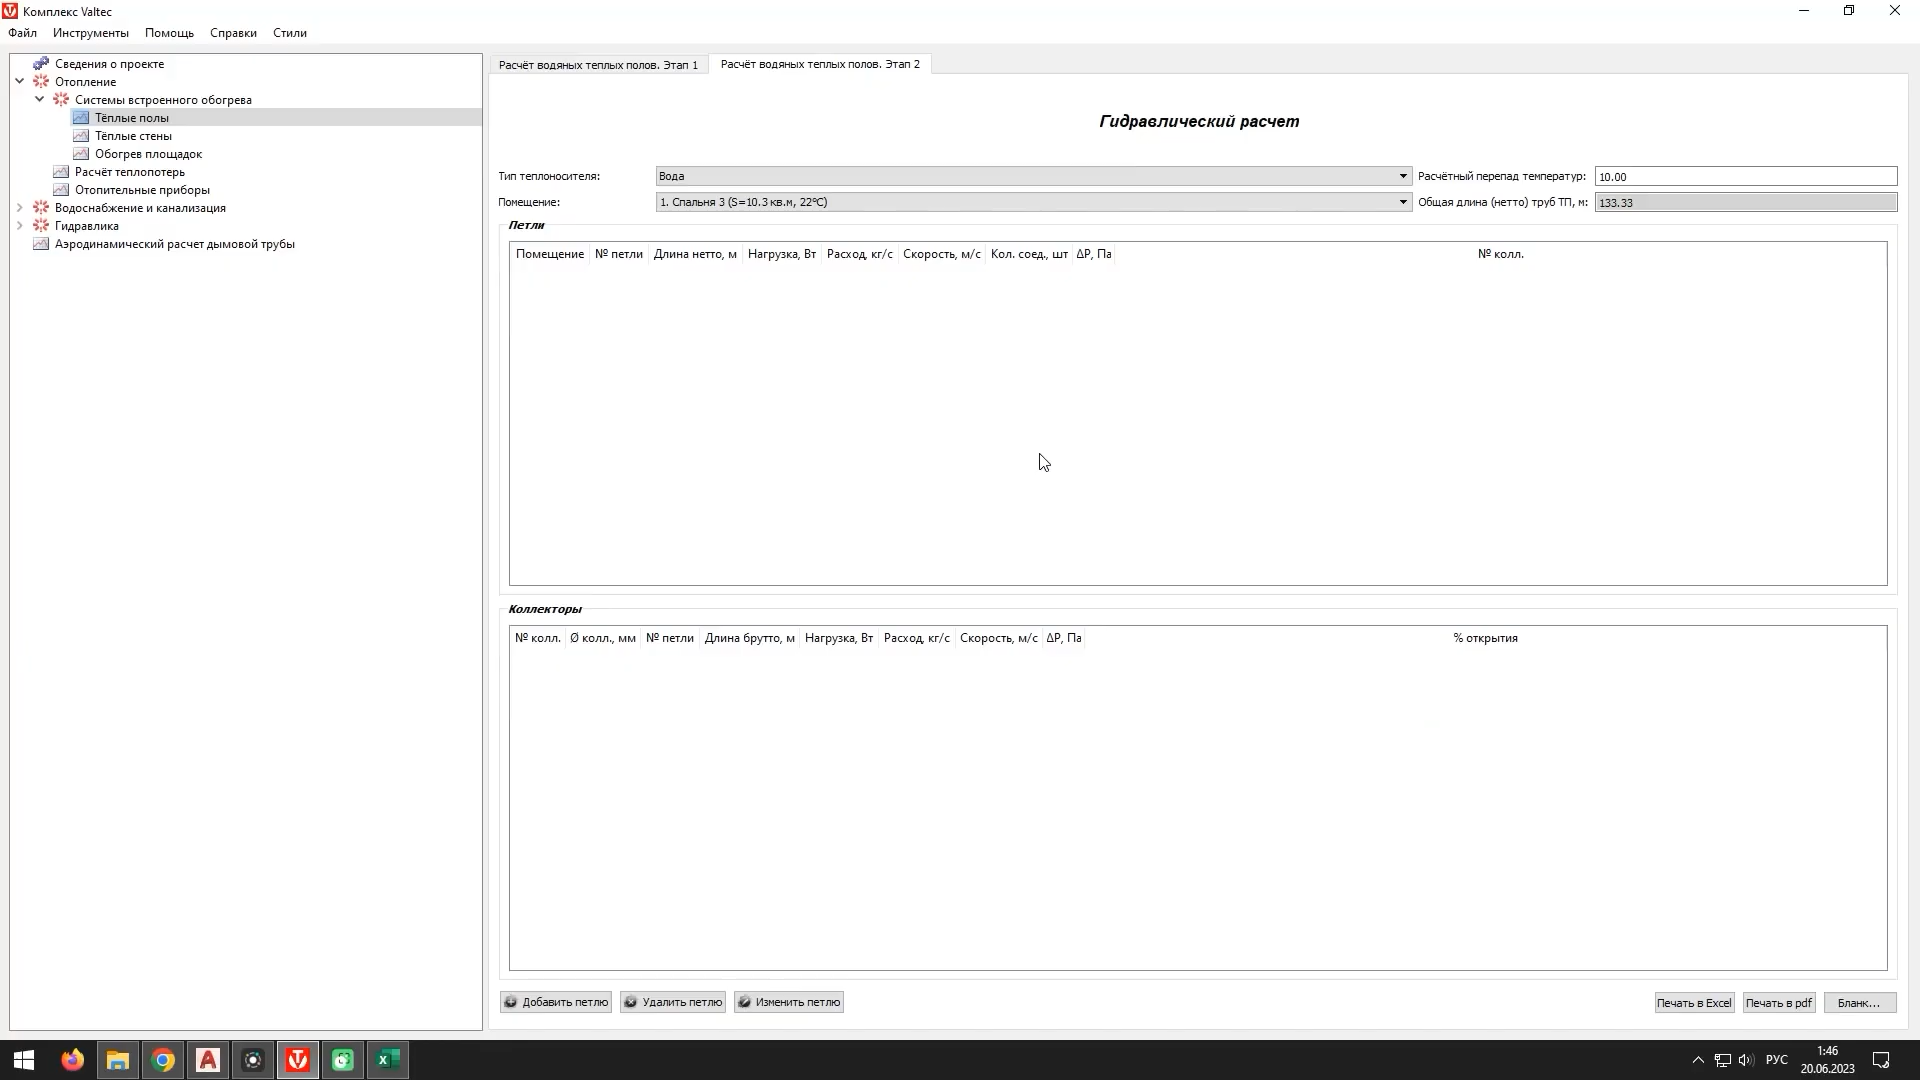 Комплекс Valtec
Файл Инструменты Помощь Справки Стили
Сведения о проекте
Отопление
Системы встроенного обогрева
Тёплые полы
Тёплые стены
Обогрев площадок
Расчёт теплопотерь
Отопительные приборы
Водоснабжение и канализация
Гидравлика
Аэродинамический расчет дымовой трубы
Расчёт водяных теплых полов. Этап 1 Расчёт водяных теплых полов. Этап 2
Гидравлический расчет
Тип теплоносителя: Вода Расчётный перепад температур: 10.00
Помещение: 1. Спальня 3 (S=10.3 кв.м, 22°C) Общая длина (нетто) труб ТП, м: 133.33
Петли
Помещение № петли Длина нетто, м Нагрузка, Вт Расход, кг/с Скорость, м/с Кол. соед., шт ΔP, Па № колл.
Коллекторы
№ колл. Ø колл., мм № петли Длина брутто, м Нагрузка, Вт Расход, кг/с Скорость, м/с ΔP, Па % открытия
Добавить петлю Удалить петлю Изменить петлю Печать в Excel Печать в pdf Бланк...
РУС 1:46
20.06.2023